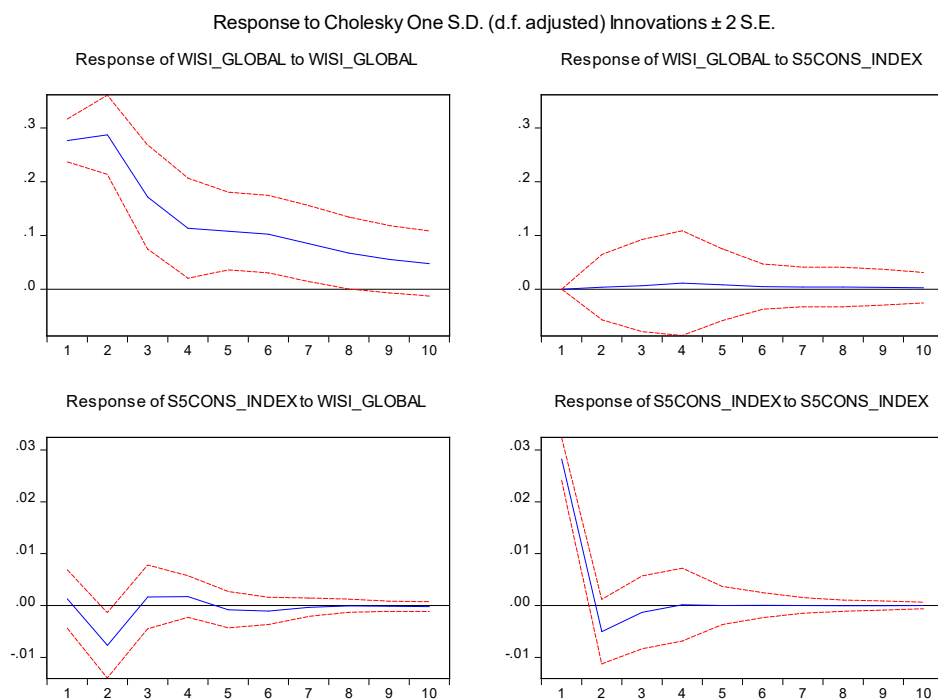 Response to Cholesky One S.D. (d.f. adjusted) Innovations ± 2 S.E.
Response of WISI_GLOBAL to WISI_GLOBAL
.3
.2
.1
.0
1 2 3 4 5 6 7 8 9 10
Response of WISI_GLOBAL to S5CONS_INDEX
.3
.2
.1
.0
1 2 3 4 5 6 7 8 9 10
Response of S5CONS_INDEX to WISI_GLOBAL
.03
.02
.01
.00
-.01
1 2 3 4 5 6 7 8 9 10
Response of S5CONS_INDEX to S5CONS_INDEX
.03
.02
.01
.00
-.01
1 2 3 4 5 6 7 8 9 10